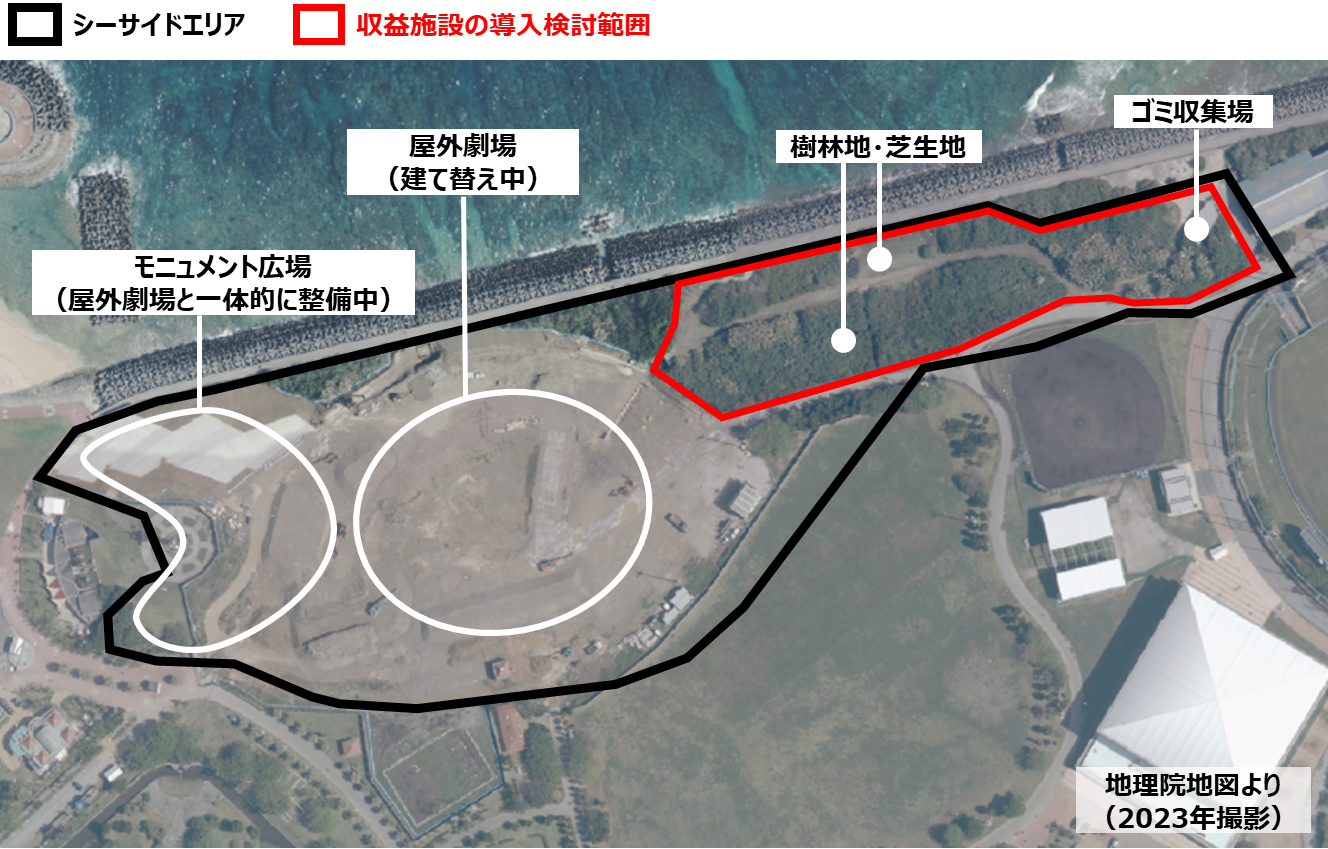 シーサイドエリア
収益施設の導入検討範囲
ゴミ収集場
屋外劇場
（建て替え中）
樹林地・芝生地
モニュメント広場
（屋外劇場と一体的に整備中）
地理院地図より
（2023年撮影）